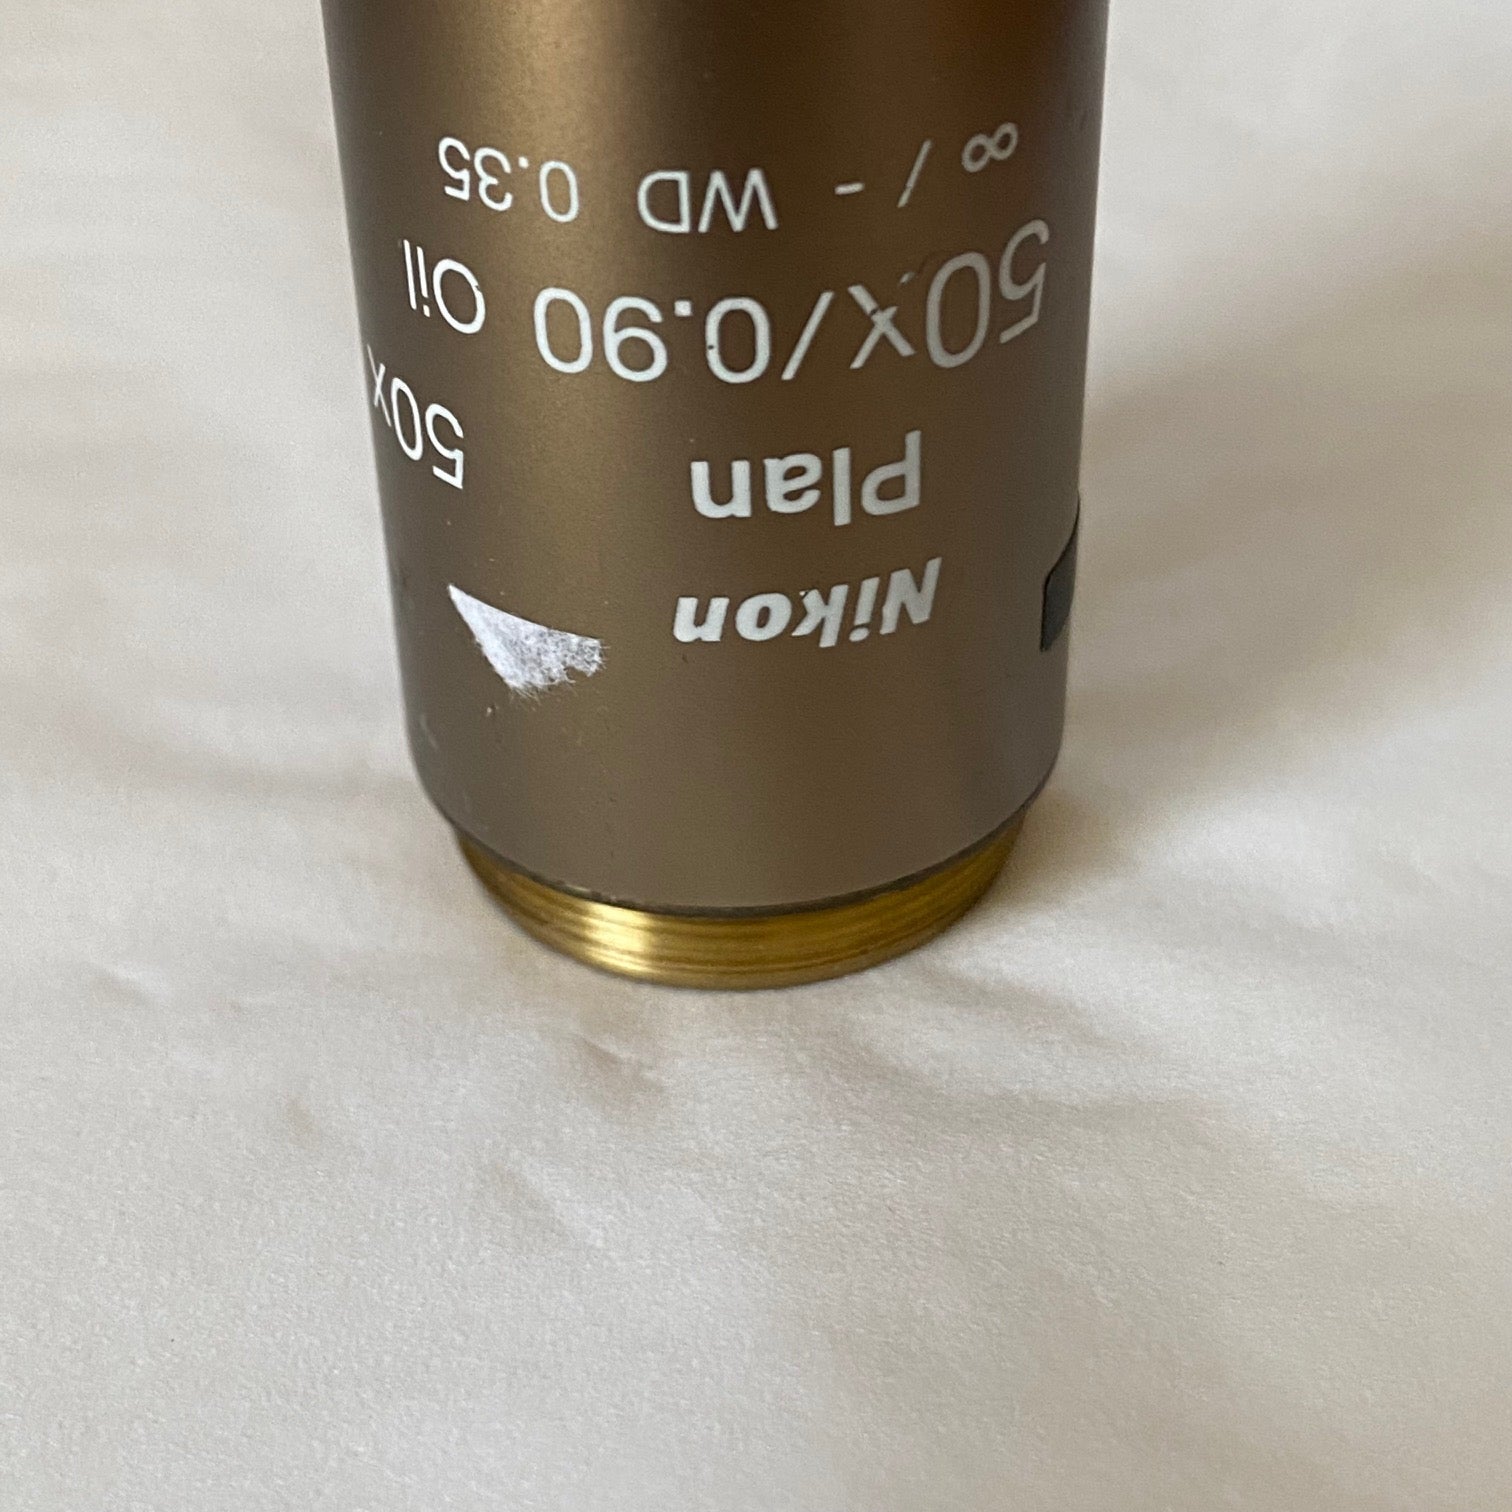 Nikon
Plan
50x/0.90 Oil
∞ / - WD 0.35
50x